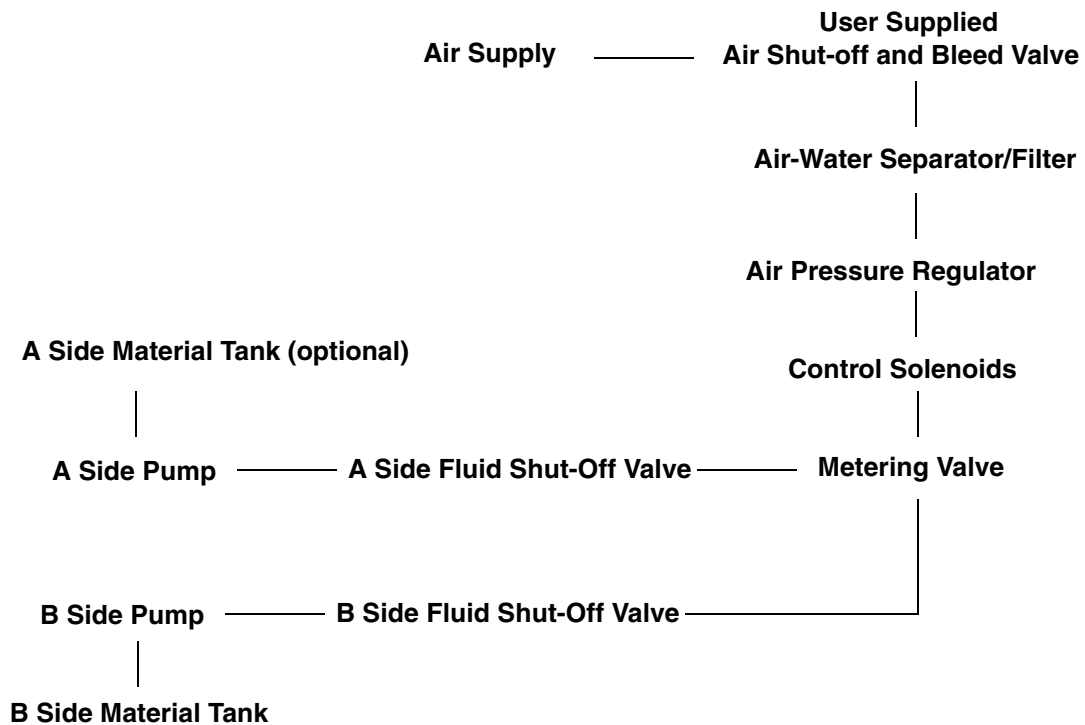 User Supplied
Air Supply
Air Shut-off and Bleed Valve
Air-Water Separator/Filter
Air Pressure Regulator
A Side Material Tank (optional)
Control Solenoids
A Side Pump
A Side Fluid Shut-Off Valve
Metering Valve
B Side Pump
B Side Fluid Shut-Off Valve
B Side Material Tank